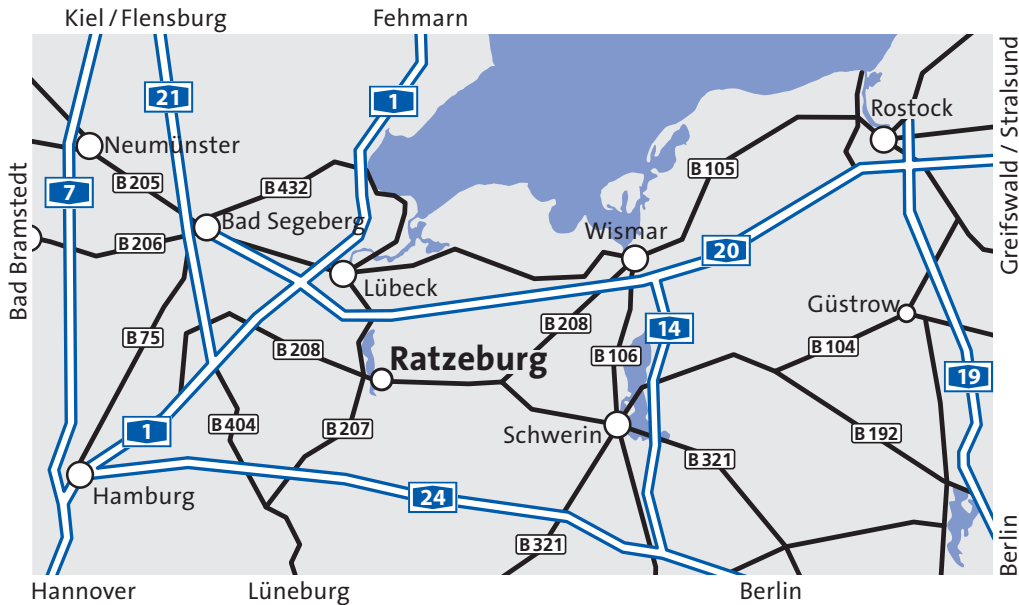 Kiel / Flensburg
Fehmarn
21
1
Rostock
Greifswald / Stralsund
Neumünster
B 205
B 432
B 105
7
Bad Bramstedt
Bad Segeberg
B 206
Wismar
20
Lübeck
Güstrow
B 75
B 208
B 208
14
B 106
B 104
Ratzeburg
19
1
B 404
B 207
Schwerin
B 192
B 321
Hamburg
24
B 321
Berlin
Hannover
Lüneburg
Berlin